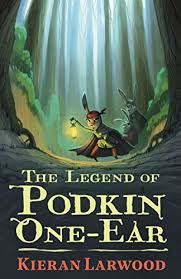 THE LEGEND OF
PODKIN
ONE-EAR
KIERAN LARWOOD